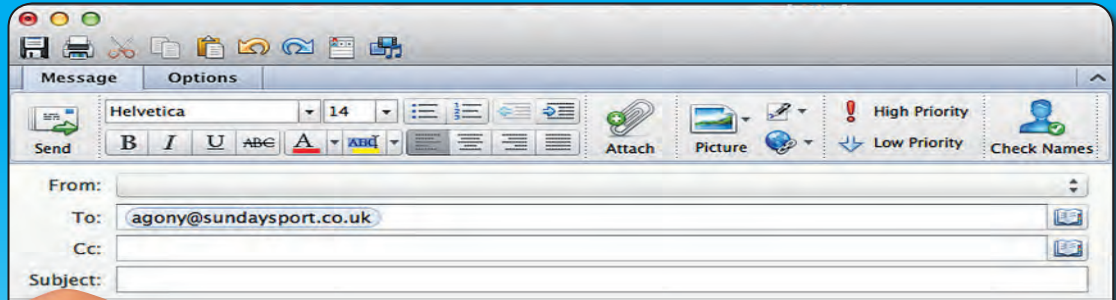 Message Options
Helvetica 14
High Priority
B I U ABC A ABC
Low Priority
Send Attach Picture Check Names
From:
To: agony@sundaysport.co.uk
Cc:
Subject: